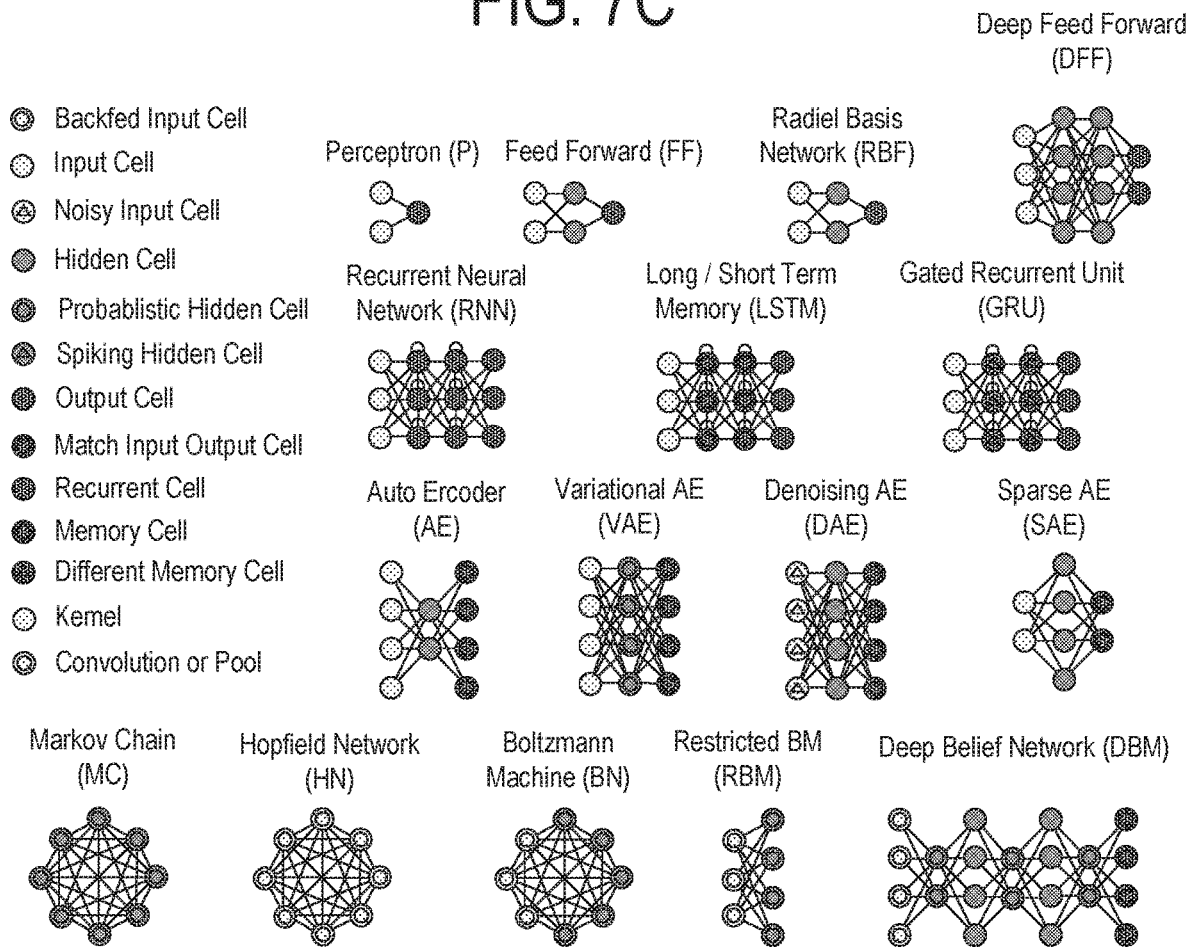 FIG. 7C
Deep Feed Forward
(DFF)
Backfed Input Cell
Input Cell
Noisy Input Cell
Hidden Cell
Probablistic Hidden Cell
Spiking Hidden Cell
Output Cell
Match Input Output Cell
Recurrent Cell
Memory Cell
Different Memory Cell
Kernel
Convolution or Pool
Perceptron (P)
Feed Forward (FF)
Radiel Basis
Network (RBF)
Recurrent Neural
Network (RNN)
Long / Short Term
Memory (LSTM)
Gated Recurrent Unit
(GRU)
Auto Ercoder
(AE)
Variational AE
(VAE)
Denoising AE
(DAE)
Sparse AE
(SAE)
Markov Chain
(MC)
Hopfield Network
(HN)
Boltzmann
Machine (BN)
Restricted BM
(RBM)
Deep Belief Network (DBM)